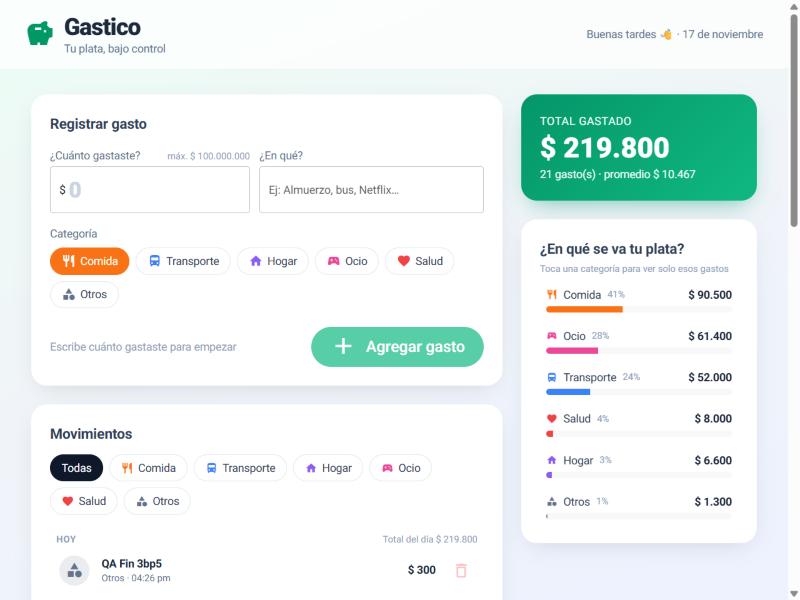 Gastico
Tu plata, bajo control
Buenas tardes 👋 · 17 de noviembre
Registrar gasto
¿Cuánto gastaste?
máx. $ 100.000.000
¿En qué?
$ 0
Ej: Almuerzo, bus, Netflix...
Categoría
Comida
Transporte
Hogar
Ocio
Salud
Otros
Escribe cuánto gastaste para empezar
+ Agregar gasto
Movimientos
Todas
Comida
Transporte
Hogar
Ocio
Salud
Otros
HOY
Total del día $ 219.800
QA Fin 3bp5
Otros · 04:26 pm
$ 300
TOTAL GASTADO
$ 219.800
21 gasto(s) · promedio $ 10.467
¿En qué se va tu plata?
Toca una categoría para ver solo esos gastos
Comida 41% $ 90.500
Ocio 28% $ 61.400
Transporte 24% $ 52.000
Salud 4% $ 8.000
Hogar 3% $ 6.600
Otros 1% $ 1.300